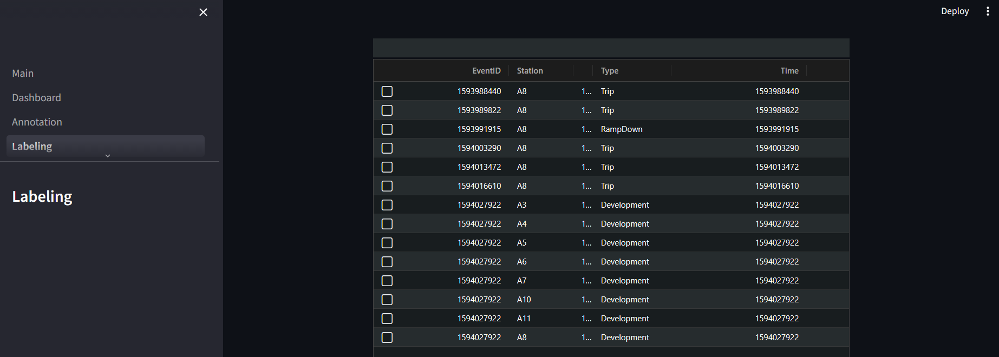 Deploy
Main
Dashboard
Annotation
Labeling
Labeling
EventID Station Type Time
1593988440 A8 1... Trip 1593988440
1593989822 A8 1... Trip 1593989822
1593991915 A8 1... RampDown 1593991915
1594003290 A8 1... Trip 1594003290
1594013472 A8 1... Trip 1594013472
1594016610 A8 1... Trip 1594016610
1594027922 A3 1... Development 1594027922
1594027922 A4 1... Development 1594027922
1594027922 A5 1... Development 1594027922
1594027922 A6 1... Development 1594027922
1594027922 A7 1... Development 1594027922
1594027922 A10 1... Development 1594027922
1594027922 A11 1... Development 1594027922
1594027922 A8 1... Development 1594027922